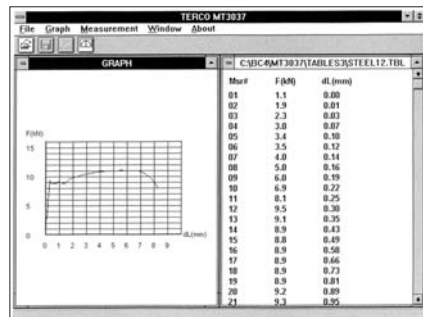 TERCO MT3037
File Graph Measurement Window About
GRAPH
F(kN)
15
10
5
0
0 1 2 3 4 5 6 7 8 9
dL(mm)
C:\BC4\MT3037\TABLES3\STEEL12.TBL
Msr# F(kN) dL(mm)
01 1.1 0.00
02 1.9 0.01
03 2.3 0.03
04 3.0 0.07
05 3.4 0.10
06 3.5 0.12
07 4.0 0.14
08 5.0 0.16
09 6.0 0.19
10 6.9 0.22
11 8.1 0.25
12 9.5 0.30
13 9.1 0.35
14 8.9 0.43
15 8.8 0.49
16 8.9 0.58
17 8.9 0.66
18 8.9 0.73
19 8.9 0.81
20 9.2 0.89
21 9.3 0.95